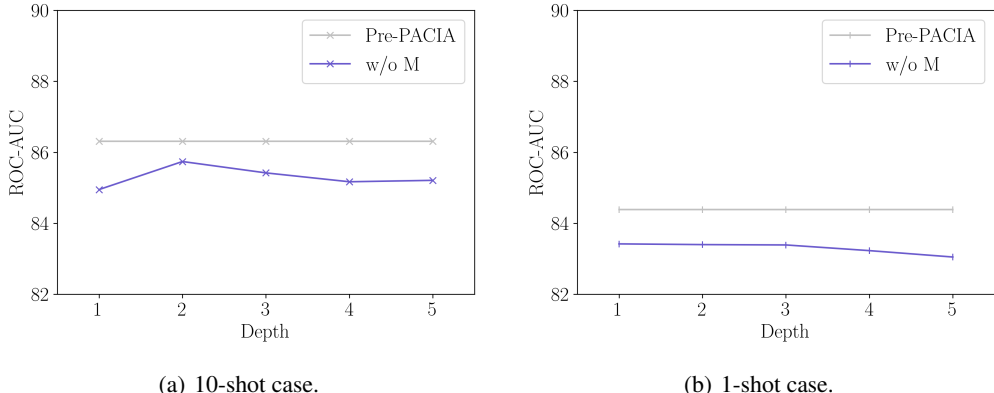 90
88
86
84
82
ROC-AUC
Pre-PACIA
w/o M
1 2 3 4 5
Depth
(a) 10-shot case.
90
88
86
84
82
ROC-AUC
Pre-PACIA
w/o M
1 2 3 4 5
Depth
(b) 1-shot case.